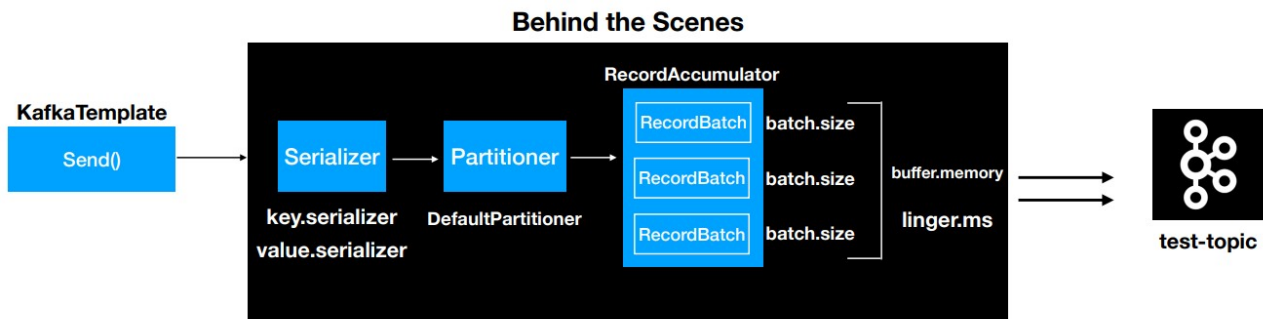 Behind the Scenes
KafkaTemplate
Send()
Serializer
key.serializer
value.serializer
Partitioner
DefaultPartitioner
RecordAccumulator
RecordBatch
batch.size
RecordBatch
batch.size
RecordBatch
batch.size
buffer.memory
linger.ms
test-topic